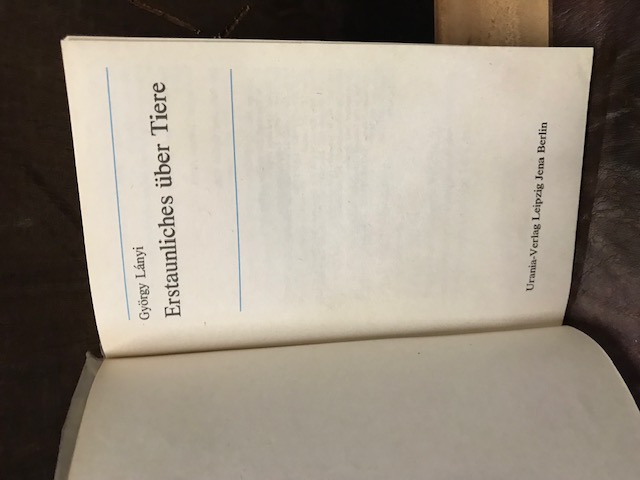 György Lányi
Erstaunliches über Tiere
Urania-Verlag Leipzig Jena Berlin